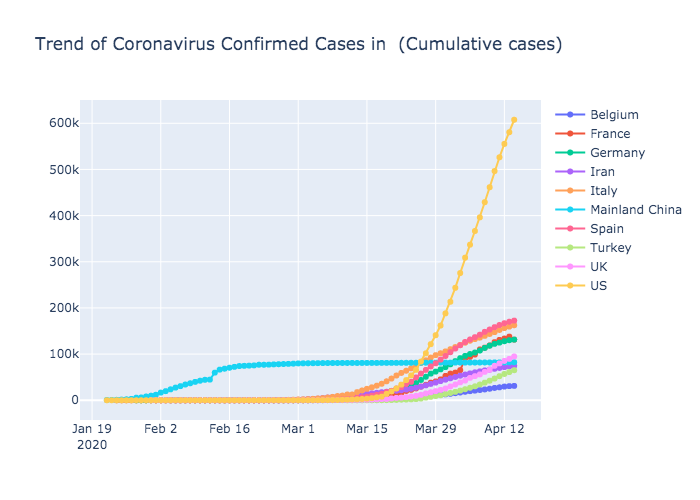 Trend of Coronavirus Confirmed Cases in  (Cumulative cases)
600k
500k
400k
300k
200k
100k
0
Jan 19
2020
Feb 2
Feb 16
Mar 1
Mar 15
Mar 29
Apr 12
Belgium
France
Germany
Iran
Italy
Mainland China
Spain
Turkey
UK
US